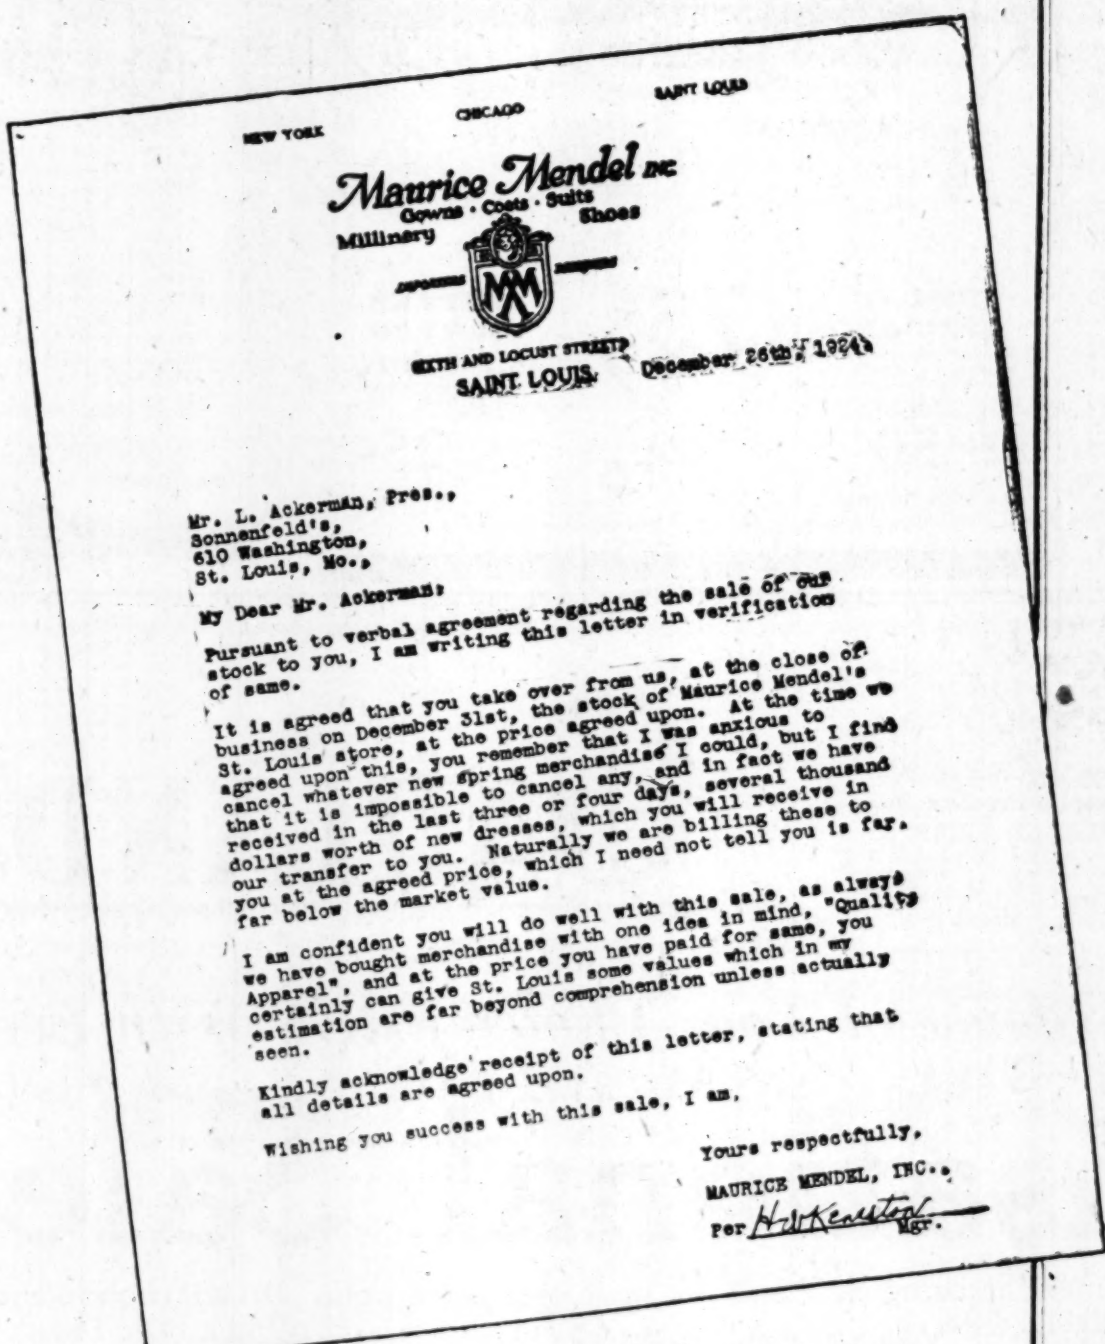 NEW YORK
CHICAGO
SAINT LOUIS
Maurice Mendel INC
Gowns · Coats · Suits
Millinery Shoes
IMPORTERS
MM
SIXTH AND LOCUST STREETS
SAINT LOUIS.
December 26th, 1924.
Mr. L. Ackerman, Pres.,
Sonnenfeld's,
610 Washington,
St. Louis, Mo.,
My Dear Mr. Ackerman:
Pursuant to verbal agreement regarding the sale of our
stock to you, I am writing this letter in verification
of same.
It is agreed that you take over from us, at the close of
business on December 31st, the stock of Maurice Mendel's
St. Louis store, at the price agreed upon. At the time we
agreed upon this, you remember that I was anxious to
cancel whatever new spring merchandise I could, but I find
that it is impossible to cancel any, and in fact we have
received in the last three or four days, several thousand
dollars worth of new dresses, which you will receive in
our transfer to you. Naturally we are billing these to
you at the agreed price, which I need not tell you is far,
far below the market value.
I am confident you will do well with this sale, as always
we have bought merchandise with one idea in mind, "Quality
Apparel", and at the price you have paid for same, you
certainly can give St. Louis some values which in my
estimation are far beyond comprehension unless actually
seen.
Kindly acknowledge receipt of this letter, stating that
all details are agreed upon.
Wishing you success with this sale, I am,
Yours respectfully,
MAURICE MENDEL, INC.,
Per
Mgr.